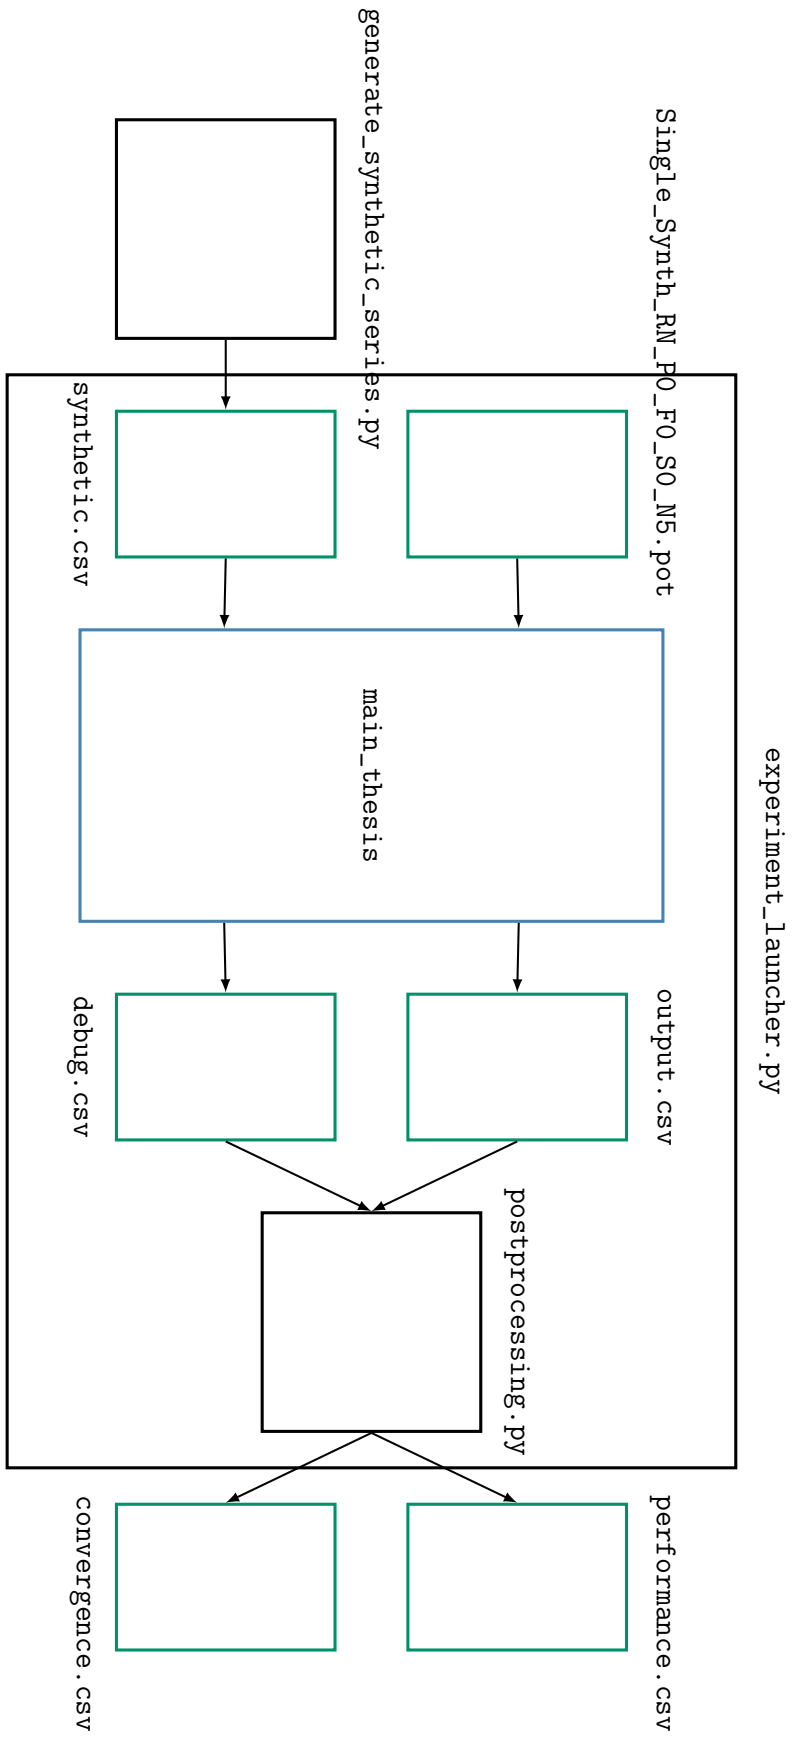 experiment_launcher.py
Single_Synth_RN_P0_F0_S0_N5.pot
output.csv
performance.csv
postprocessing.py
generate_synthetic_series.py
main_thesis
synthetic.csv
debug.csv
convergence.csv